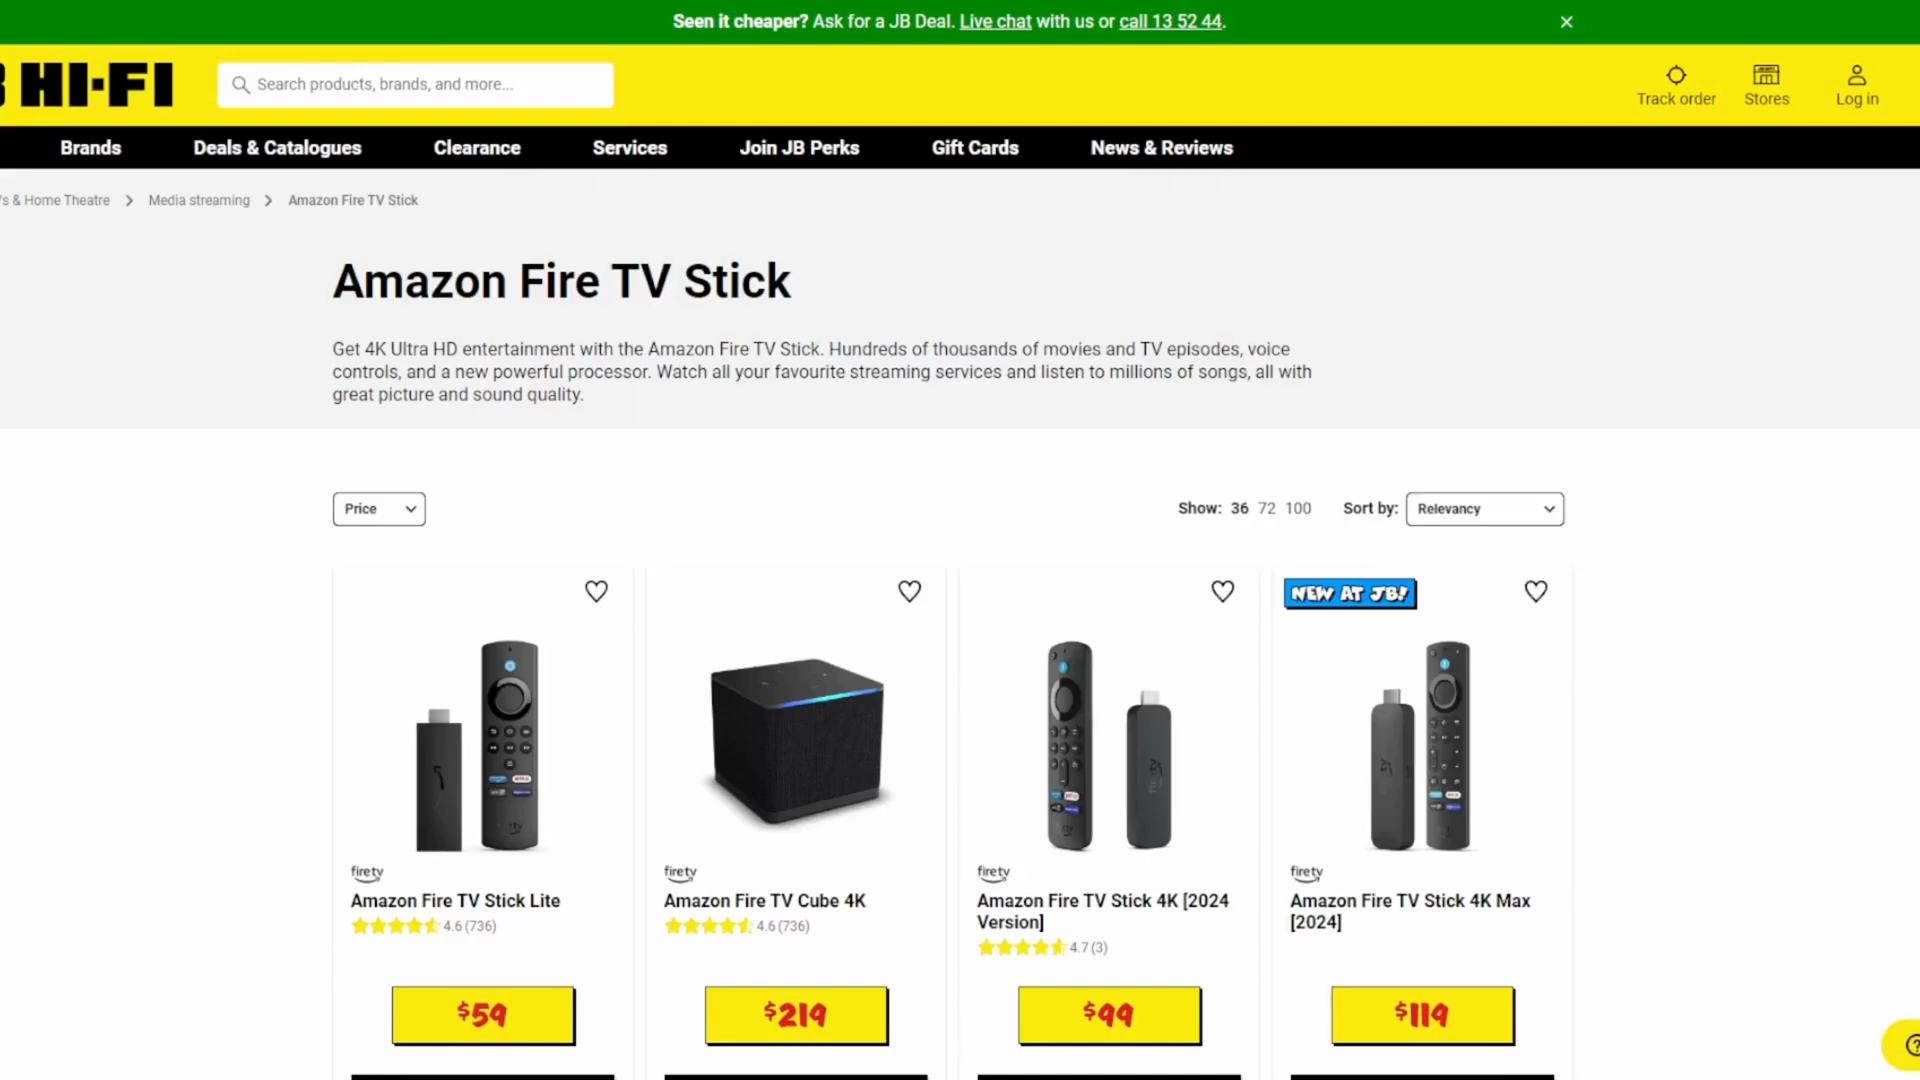 Seen it cheaper? Ask for a JB Deal. Live chat with us or call 13 52 44.
HI-FI
Search products, brands, and more...
Track order
Stores
Log in
Brands
Deals & Catalogues
Clearance
Services
Join JB Perks
Gift Cards
News & Reviews
& Home Theatre
Media streaming
Amazon Fire TV Stick
Amazon Fire TV Stick
Get 4K Ultra HD entertainment with the Amazon Fire TV Stick. Hundreds of thousands of movies and TV episodes, voice
controls, and a new powerful processor. Watch all your favourite streaming services and listen to millions of songs, all with
great picture and sound quality.
Price
Show: 36 72 100
Sort by: Relevancy
NEW AT JB!
firetv
Amazon Fire TV Stick Lite
4.6 (736)
$59
firetv
Amazon Fire TV Cube 4K
4.6 (736)
$219
firetv
Amazon Fire TV Stick 4K [2024
Version]
4.7 (3)
$99
firetv
Amazon Fire TV Stick 4K Max
[2024]
$119